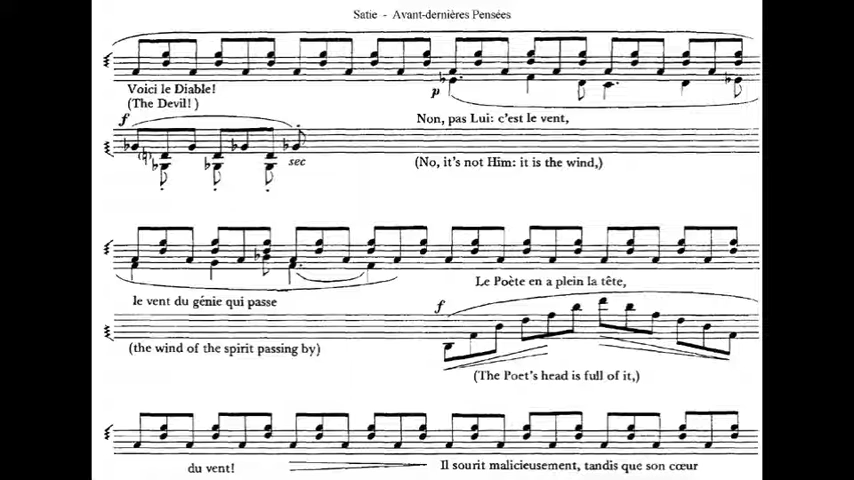 Satie - Avant-dernières Pensées
Voici le Diable!
(The Devil!)
p
f
Non, pas Lui: c'est le vent,
sec
(No, it's not Him: it is the wind,)
Le Poète en a plein la tête,
le vent du génie qui passe
f
(the wind of the spirit passing by)
(The Poet's head is full of it,)
du vent!
Il sourit malicieusement, tandis que son cœur